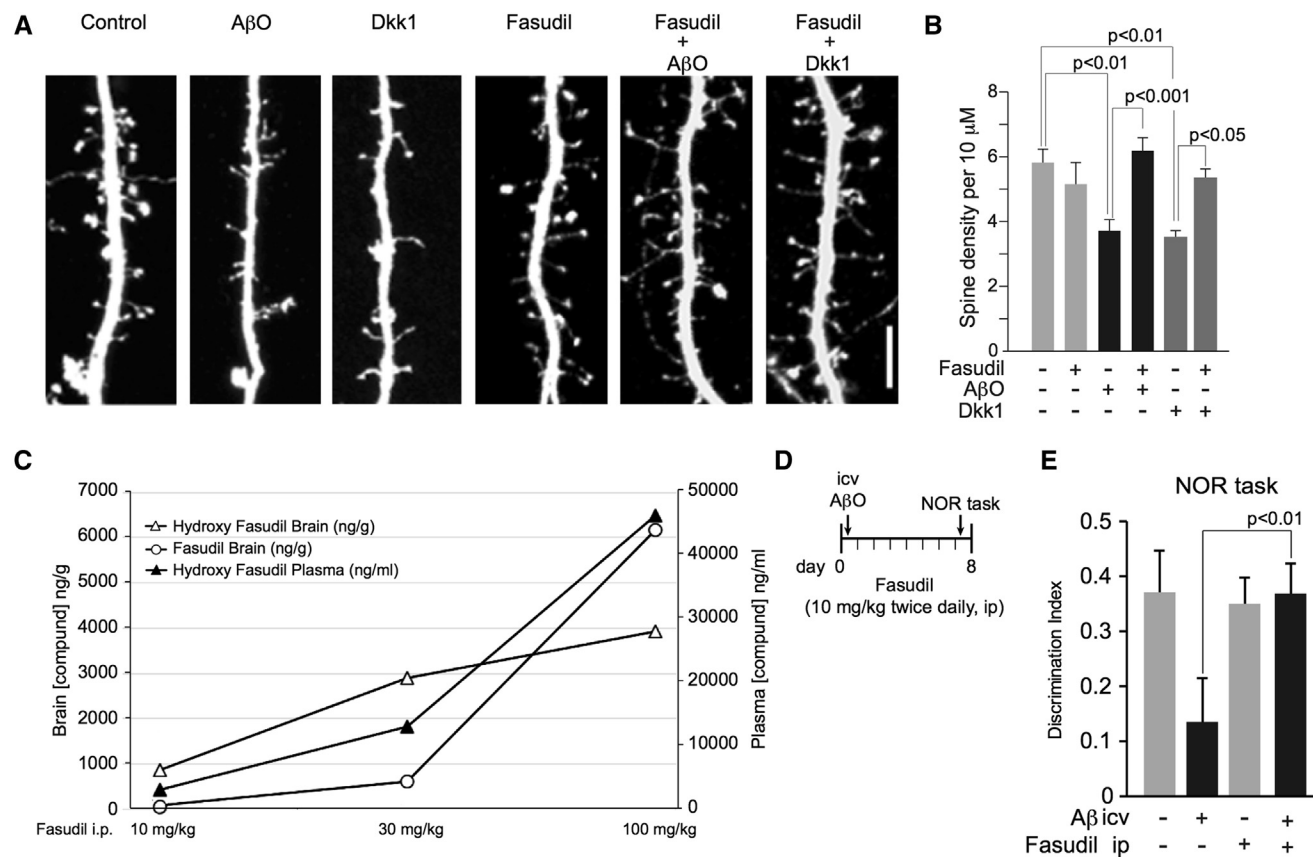 A
Control
AβO
Dkk1
Fasudil
Fasudil
+
AβO
Fasudil
+
Dkk1
B
p<0.01
p<0.01
p<0.001
p<0.05
Spine density per 10 μM
8
6
4
2
0
Fasudil - + - + - +
AβO - - + + - -
Dkk1 - - - - + +
C
Brain [compund] ng/g
7000
6000
5000
4000
3000
2000
1000
0
Hydroxy Fasudil Brain (ng/g)
Fasudil Brain (ng/g)
Hydroxy Fasudil Plasma (ng/ml)
50000
40000
30000
20000
10000
0
Plasma [compund] ng/ml
Fasudil i.p. 10 mg/kg 30 mg/kg 100 mg/kg
D
icv
AβO
NOR task
day 0 8
Fasudil
(10 mg/kg twice daily, ip)
E
NOR task
p<0.01
Discrimination Index
0.4
0.3
0.2
0.1
0.0
Aβ icv - + - +
Fasudil ip - - + +